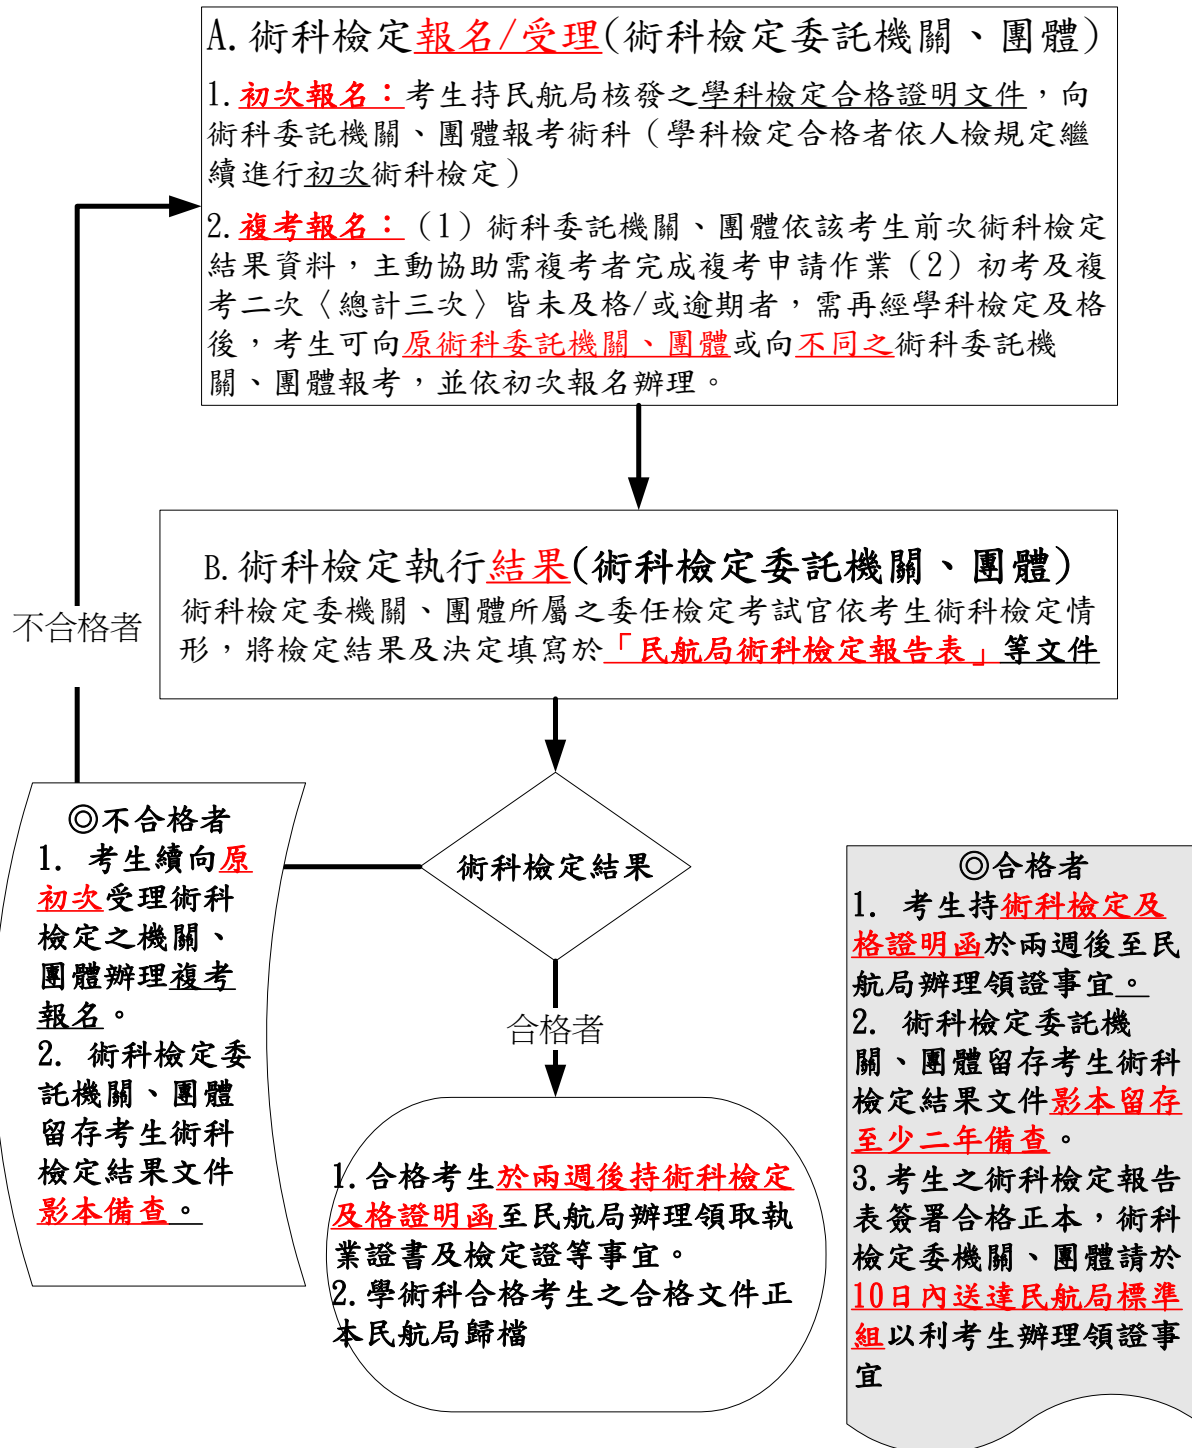 A.術科檢定報名/受理(術科檢定委託機關、團體)
1.初次報名：考生持民航局核發之學科檢定合格證明文件，向
術科委託機關、團體報考術科（學科檢定合格者依人檢規定繼
續進行初次術科檢定）
2.複考報名：（1）術科委託機關、團體依該考生前次術科檢定
結果資料，主動協助需複考者完成複考申請作業（2）初考及複
考二次〈總計三次〉皆未及格/或逾期者，需再經學科檢定及格
後，考生可向原術科委託機關、團體或向不同之術科委託機
關、團體報考，並依初次報名辦理。
B.術科檢定執行結果(術科檢定委託機關、團體)
術科檢定委機關、團體所屬之委任檢定考試官依考生術科檢定情
形，將檢定結果及決定填寫於「民航局術科檢定報告表」等文件
不合格者
術科檢定結果
◎不合格者
1. 考生續向原
初次受理術科
檢定之機關、
團體辦理複考
報名。
2. 術科檢定委
託機關、團體
留存考生術科
檢定結果文件
影本備查。
合格者
1.合格考生於兩週後持術科檢定
及格證明函至民航局辦理領取執
業證書及檢定證等事宜。
2.學術科合格考生之合格文件正
本民航局歸檔
◎合格者
1. 考生持術科檢定及
格證明函於兩週後至民
航局辦理領證事宜。
2. 術科檢定委託機
關、團體留存考生術科
檢定結果文件影本留存
至少二年備查。
3.考生之術科檢定報告
表簽署合格正本，術科
檢定委機關、團體請於
10日內送達民航局標準
組以利考生辦理領證事
宜